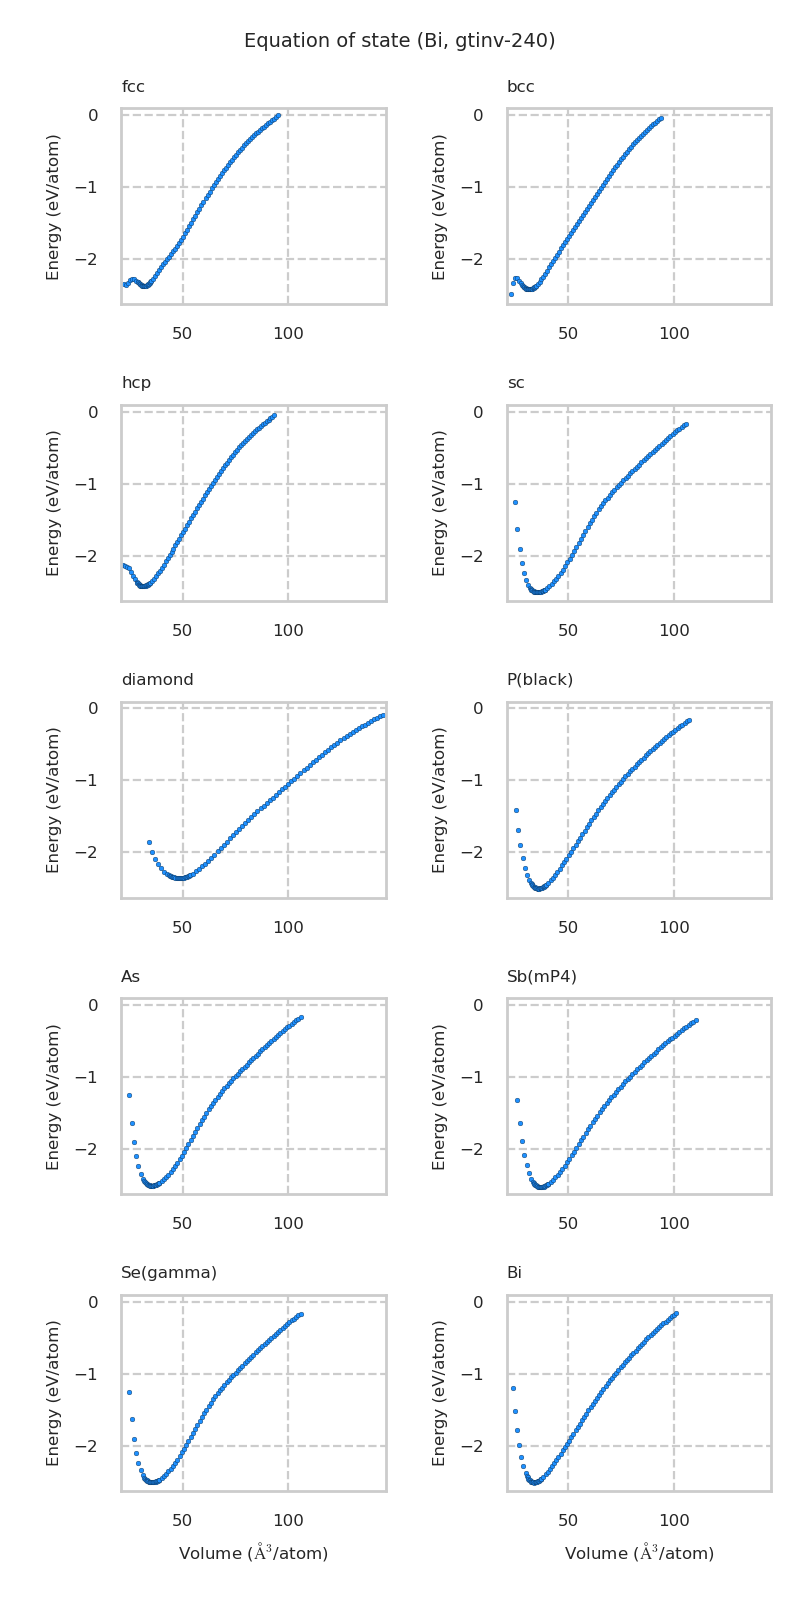 Equation of state (Bi, gtinv-240)
fcc
bcc
0
−1
−2
Energy (eV/atom)
50
100
0
−1
−2
Energy (eV/atom)
50
100
hcp
sc
0
−1
−2
Energy (eV/atom)
50
100
0
−1
−2
Energy (eV/atom)
50
100
diamond
P(black)
0
−1
−2
Energy (eV/atom)
50
100
0
−1
−2
Energy (eV/atom)
50
100
As
Sb(mP4)
0
−1
−2
Energy (eV/atom)
50
100
0
−1
−2
Energy (eV/atom)
50
100
Se(gamma)
Bi
0
−1
−2
Energy (eV/atom)
50
100
Volume (Å³/atom)
0
−1
−2
Energy (eV/atom)
50
100
Volume (Å³/atom)